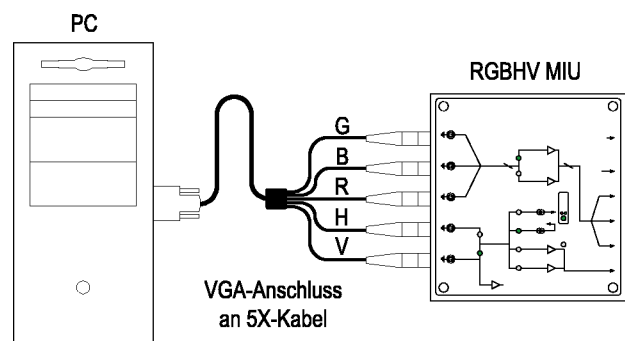 PC
RGBHV MIU
G
B
R
H
V
VGA-Anschluss
an 5X-Kabel